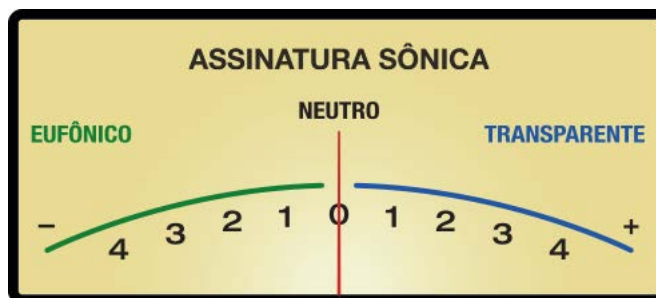 ASSINATURA SÔNICA
NEUTRO
EUFÔNICO TRANSPARENTE
− 4 3 2 1 0 1 2 3 4 +